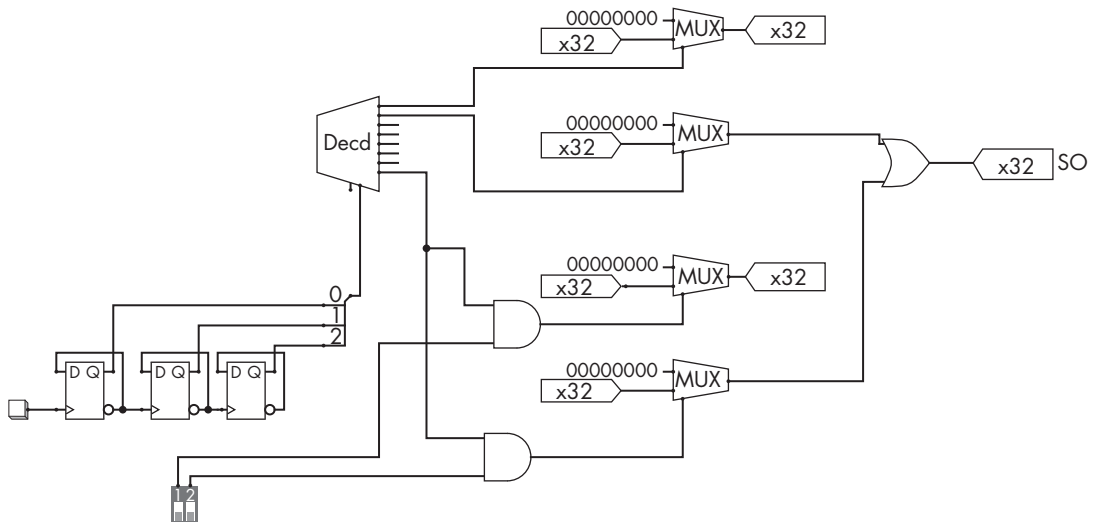 00000000
MUX
x32
x32
00000000
MUX
x32
Decd
x32 SO
00000000
MUX
x32
x32
0
1
2
D Q
D Q
D Q
00000000
MUX
x32
1 2